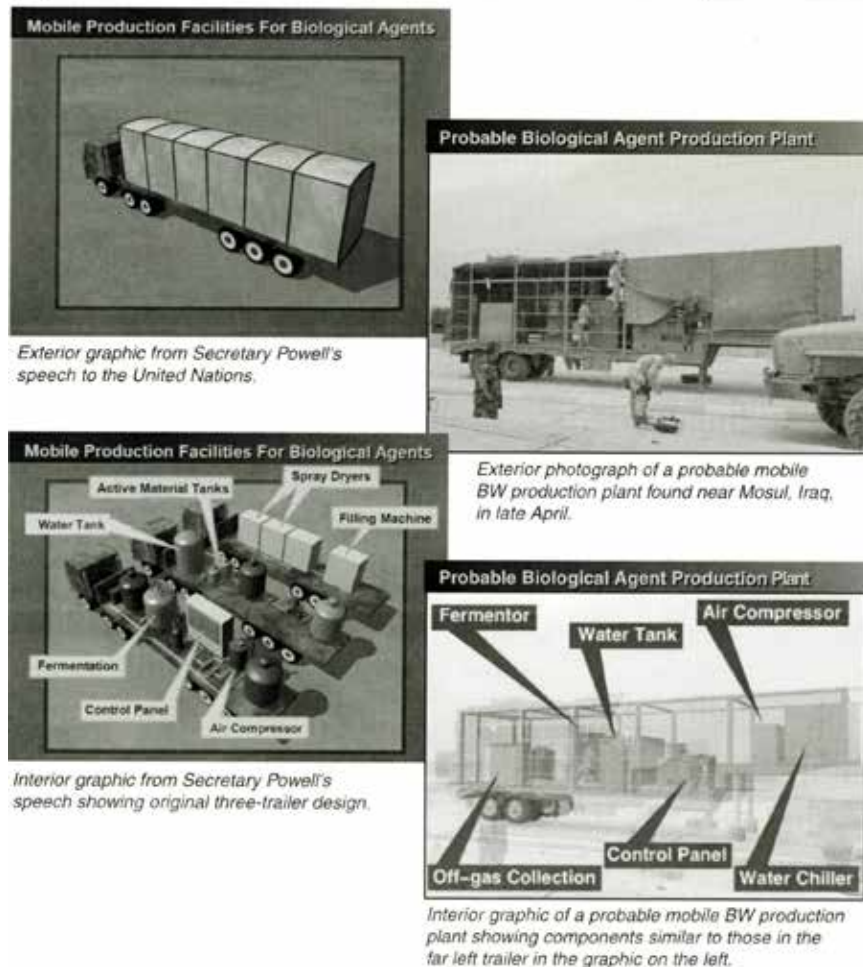 Mobile Production Facilities For Biological Agents
Exterior graphic from Secretary Powell's
speech to the United Nations.
Probable Biological Agent Production Plant
Exterior photograph of a probable mobile
BW production plant found near Mosul, Iraq,
in late April.
Mobile Production Facilities For Biological Agents
Spray Dryers
Active Material Tanks
Water Tank
Filling Machine
Fermentation
Control Panel
Air Compressor
Interior graphic from Secretary Powell's
speech showing original three-trailer design.
Probable Biological Agent Production Plant
Fermentor
Water Tank
Air Compressor
Off-gas Collection
Control Panel
Water Chiller
Interior graphic of a probable mobile BW production
plant showing components similar to those in the
far left trailer in the graphic on the left.